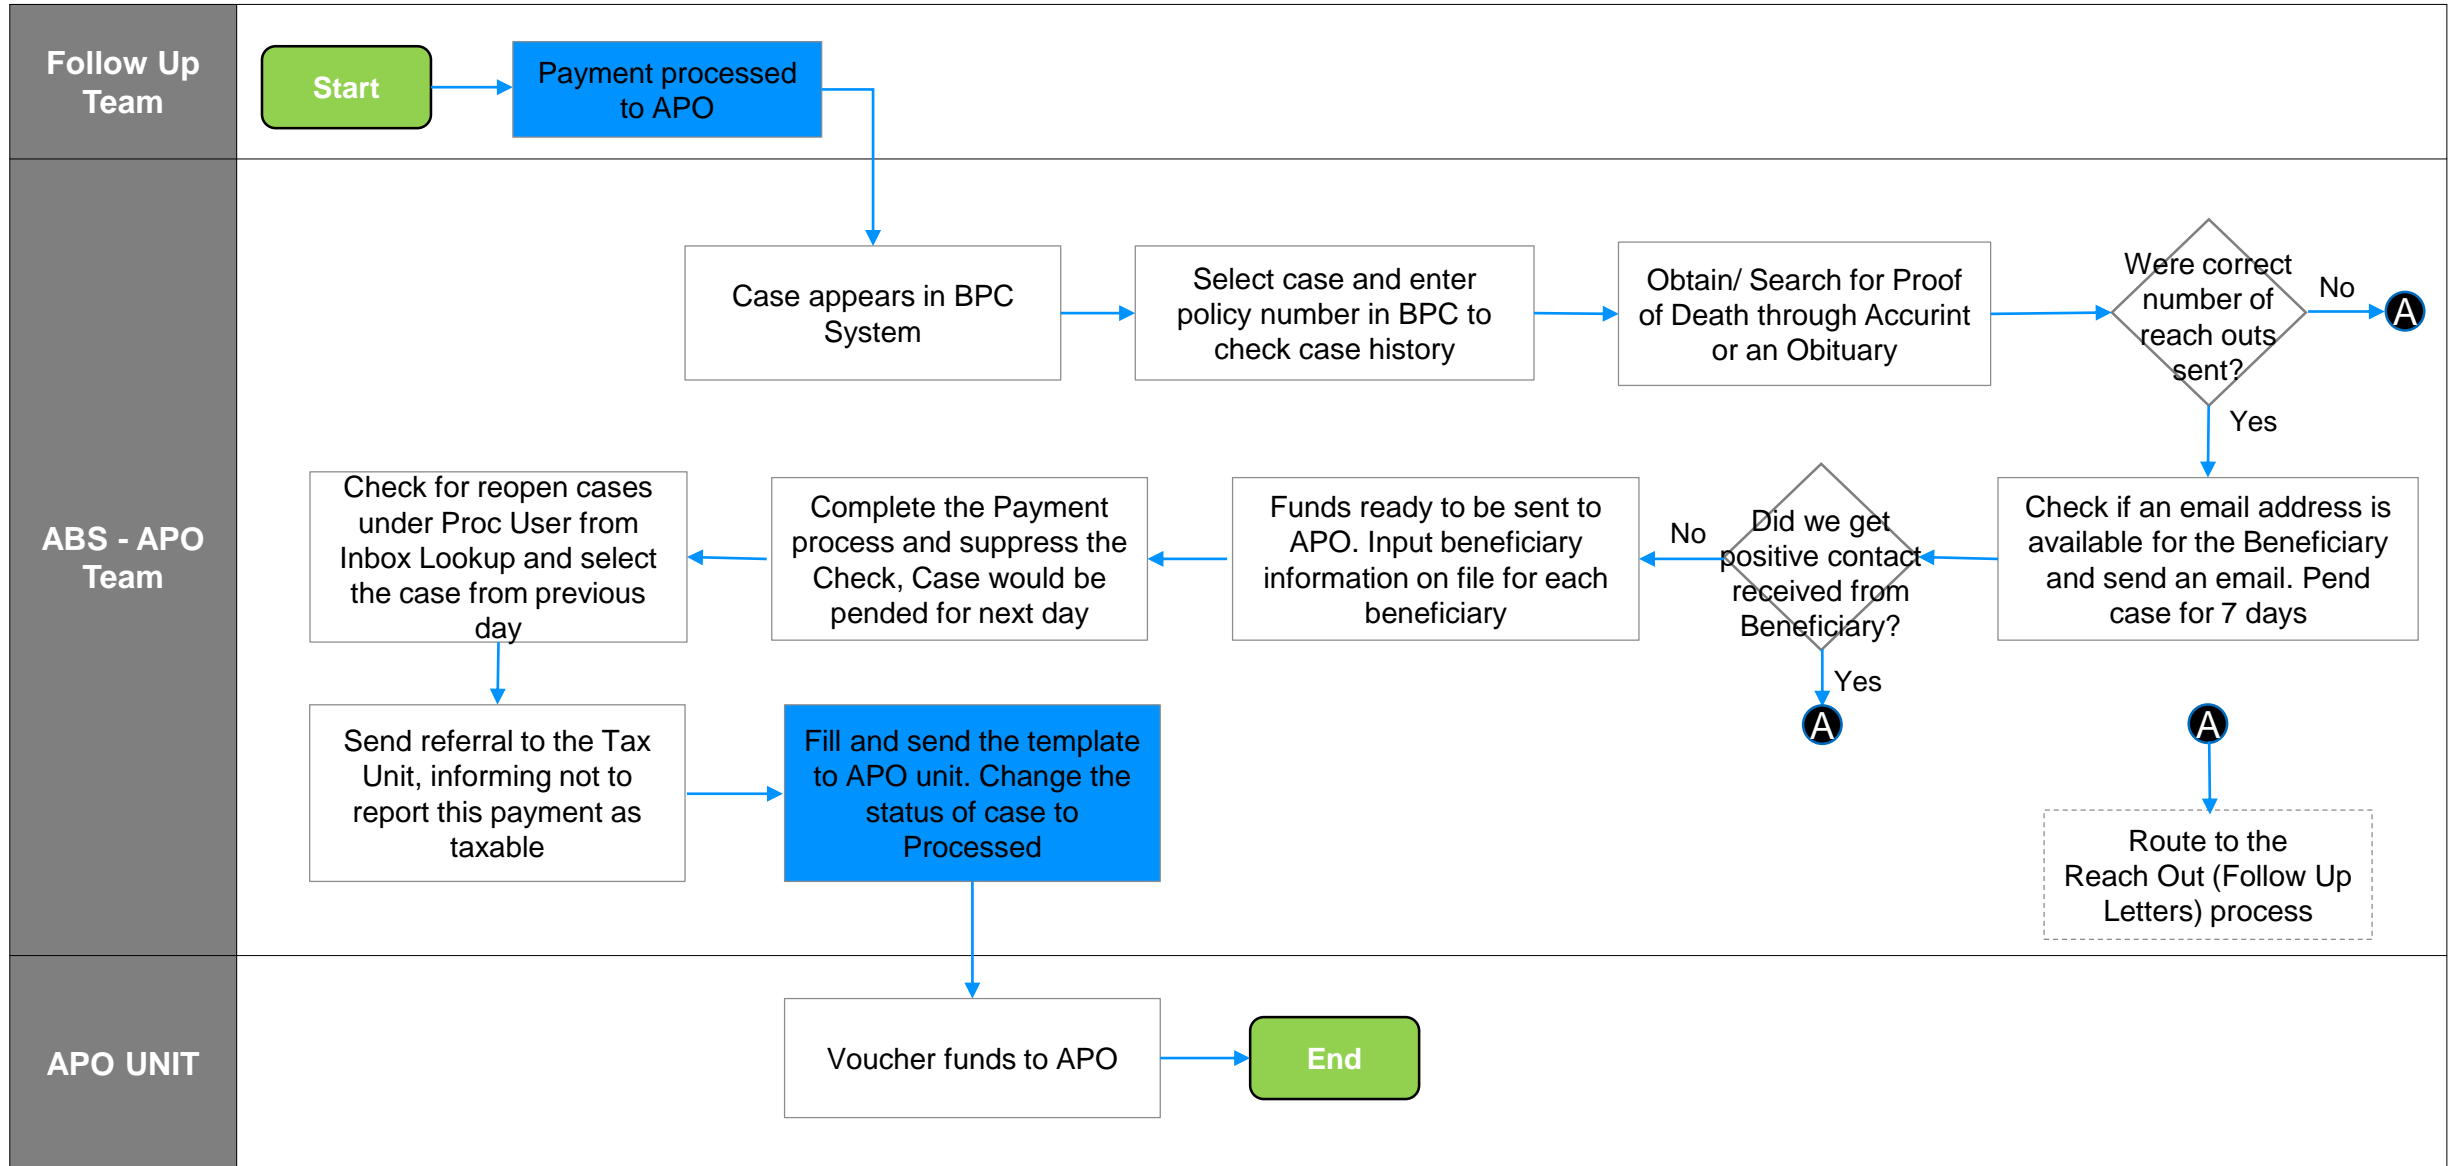 Follow Up
Team
Start
Payment processed
to APO
ABS - APO
Team
Case appears in BPC
System
Select case and enter
policy number in BPC to
check case history
Obtain/ Search for Proof
of Death through Accurint
or an Obituary
Were correct
number of
reach outs
sent?
No
A
Yes
Check if an email address is
available for the Beneficiary
and send an email. Pend
case for 7 days
Did we get
positive contact
received from
Beneficiary?
No
Yes
A
Funds ready to be sent to
APO. Input beneficiary
information on file for each
beneficiary
Complete the Payment
process and suppress the
Check, Case would be
pended for next day
Check for reopen cases
under Proc User from
Inbox Lookup and select
the case from previous
day
Send referral to the Tax
Unit, informing not to
report this payment as
taxable
Fill and send the template
to APO unit. Change the
status of case to
Processed
A
Route to the
Reach Out (Follow Up
Letters) process
APO UNIT
Voucher funds to APO
End